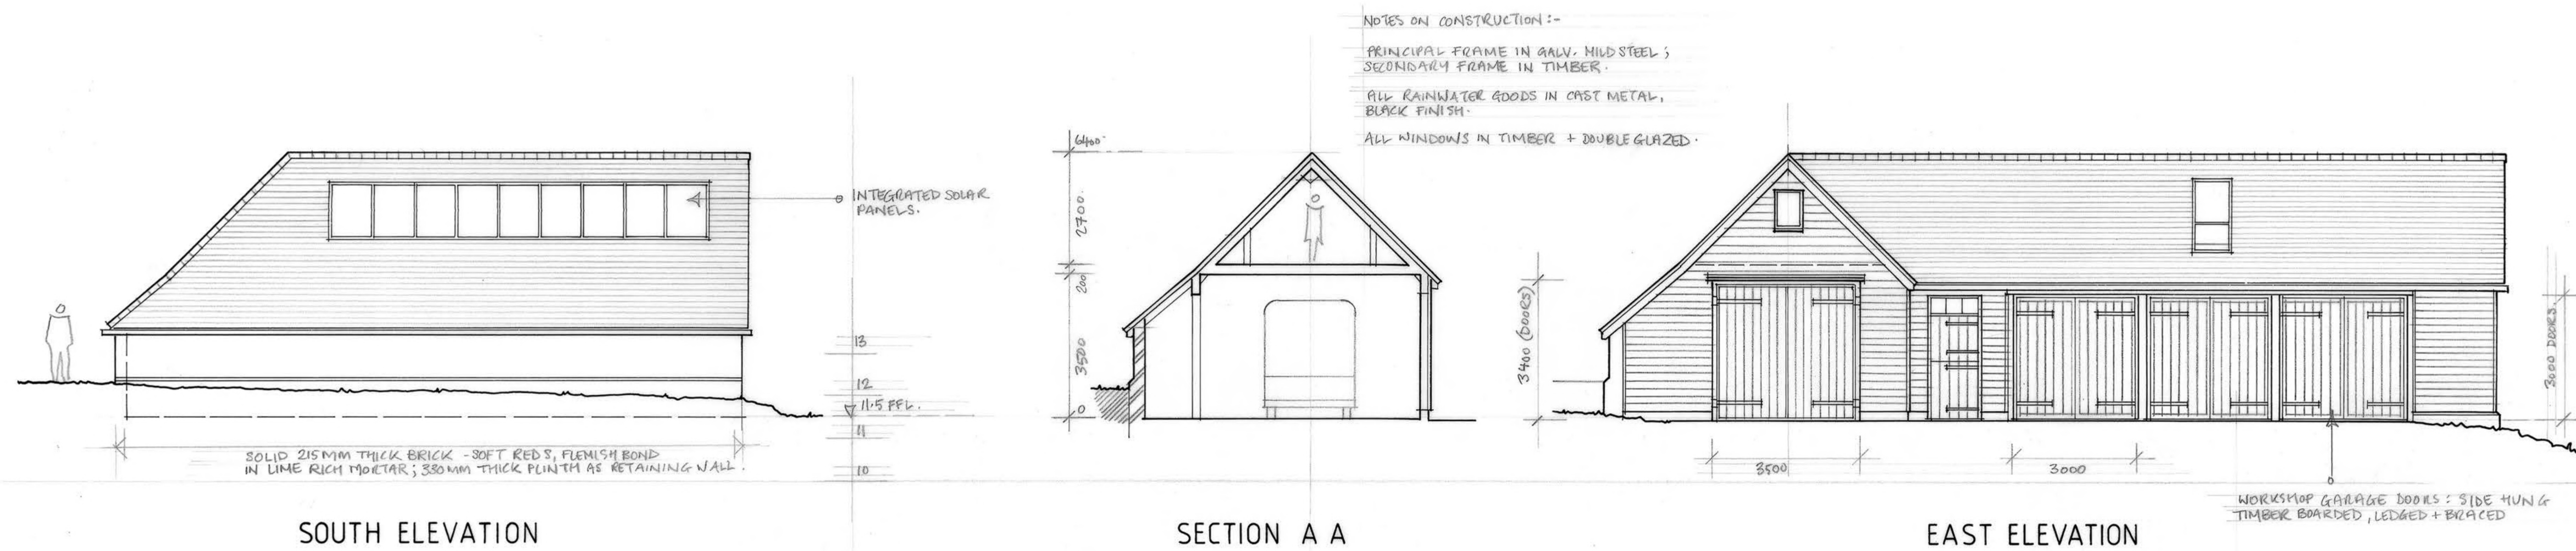 NOTES ON CONSTRUCTION :-
PRINCIPAL FRAME IN GALV. MILD STEEL ;
SECONDARY FRAME IN TIMBER.
ALL RAINWATER GOODS IN CAST METAL,
BLACK FINISH.
ALL WINDOWS IN TIMBER + DOUBLE GLAZED.
INTEGRATED SOLAR
PANELS.
13
12
11.5 FFL.
11
10
SOLID 215MM THICK BRICK - SOFT REDS, FLEMISH BOND
IN LIME RICH MORTAR ; 330MM THICK PLINTH AS RETAINING WALL.
SOUTH ELEVATION
6400
2700
200
3500
0
SECTION A A
3400 (DOORS)
3500
3000
3000 DOORS
WORKSHOP GARAGE DOORS : SIDE HUNG
TIMBER BOARDED, LEDGED + BRACED
EAST ELEVATION